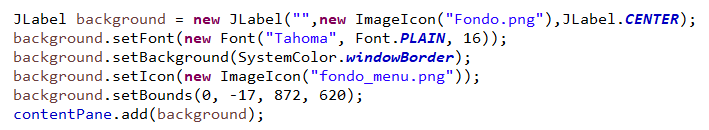 JLabel background = new JLabel("",new ImageIcon("Fondo.png"),JLabel.CENTER);
background.setFont(new Font("Tahoma", Font.PLAIN, 16));
background.setBackground(SystemColor.windowBorder);
background.setIcon(new ImageIcon("fondo_menu.png"));
background.setBounds(0, -17, 872, 620);
contentPane.add(background);